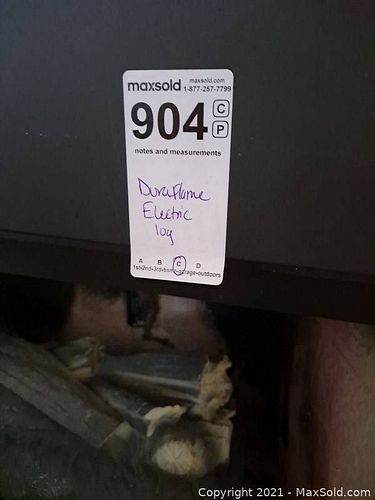 maxsold maxsold.com
1-877-257-7799
904 C
P
notes and measurements
Duraflame
Electric
log
A B C D
1st-2nd-3rd-bsmt-garage-outdoors
Copyright 2021 - MaxSold.com